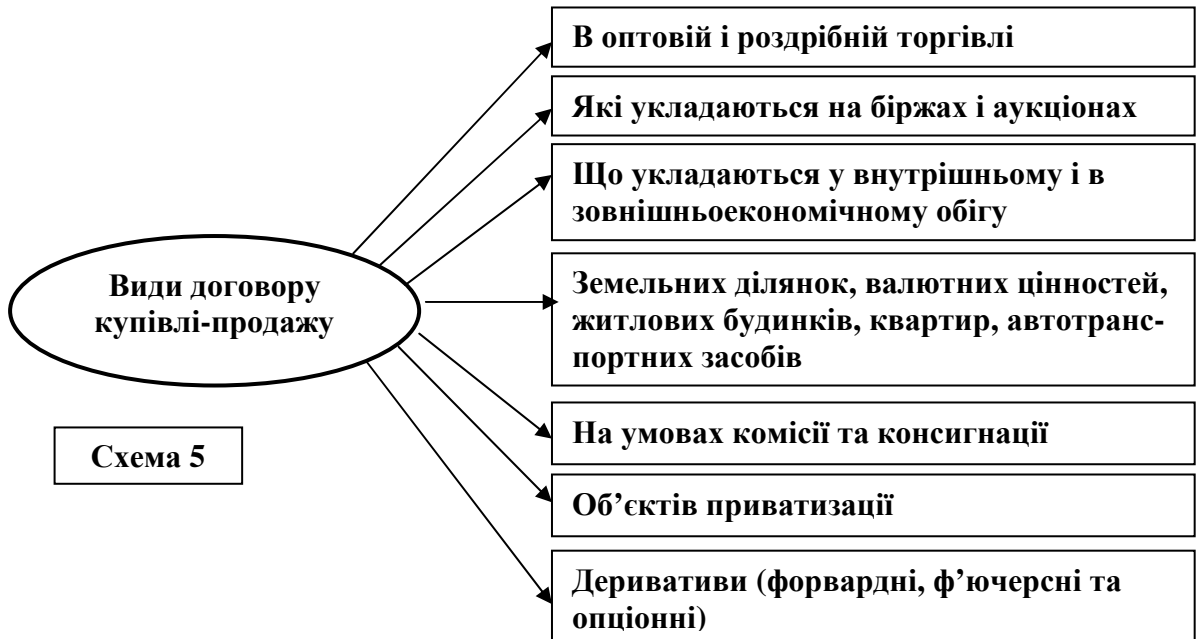 В оптовій і роздрібній торгівлі
Які укладаються на біржах і аукціонах
Що укладаються у внутрішньому і в
зовнішньоекономічному обігу
Види договору
купівлі-продажу
Земельних ділянок, валютних цінностей,
житлових будинків, квартир, автотранс-
портних засобів
Схема 5
На умовах комісії та консигнації
Об’єктів приватизації
Деривативи (форвардні, ф’ючерсні та
опціонні)